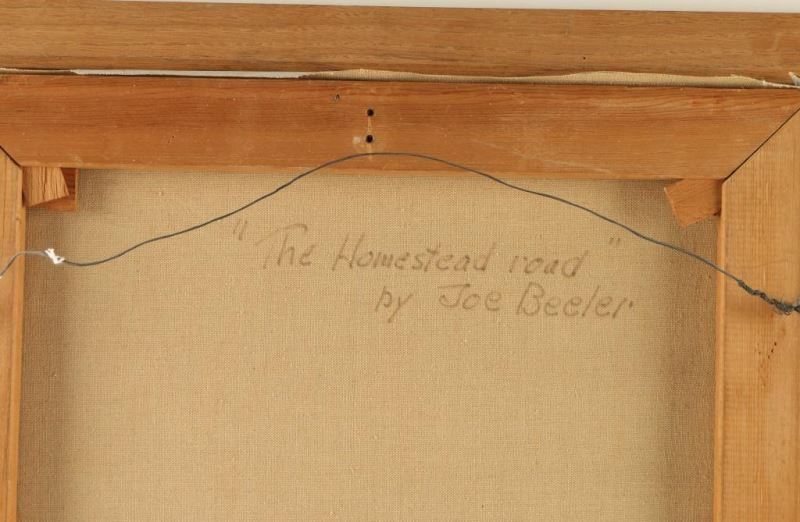 "The Homestead road"
by Joe Beeler